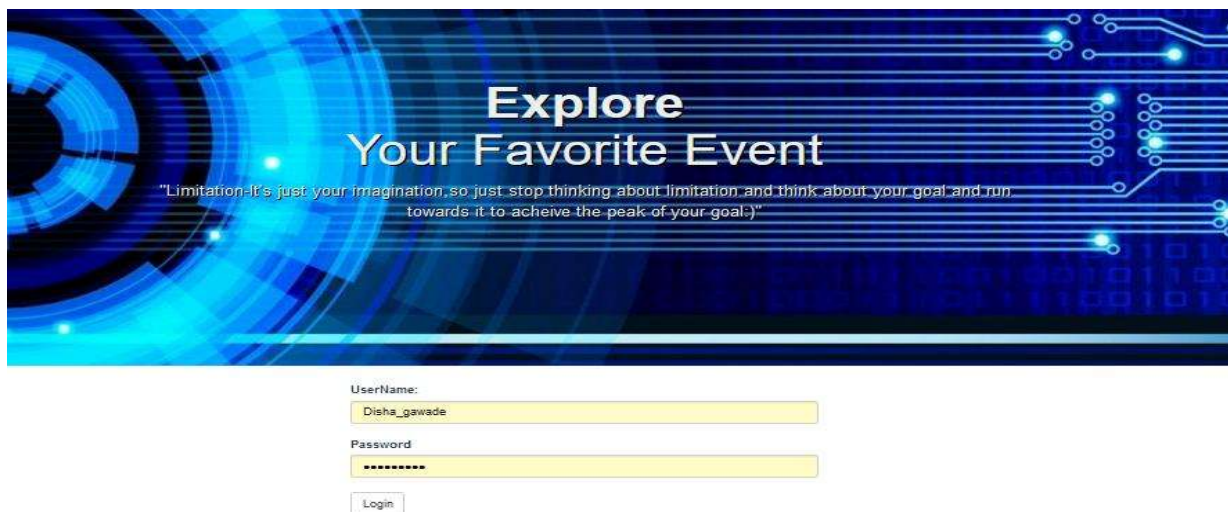 Explore
Your Favorite Event
"Limitation-It's just your imagination,so just stop thinking about limitation and think about your goal and run
towards it to acheive the peak of your goal:)"
UserName:
Disha_gawade
Password
•••••••••
Login